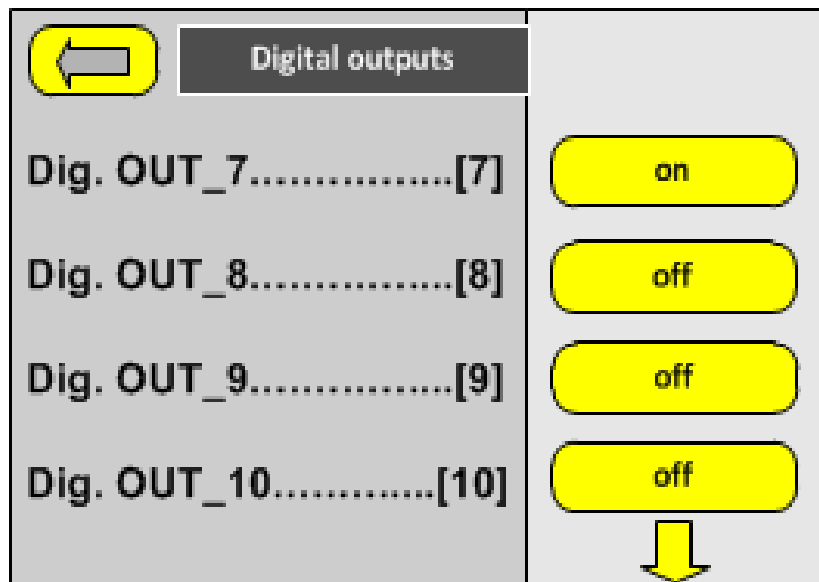 Digital outputs
Dig. OUT_7................[7] on
Dig. OUT_8................[8] off
Dig. OUT_9................[9] off
Dig. OUT_10.............[10] off